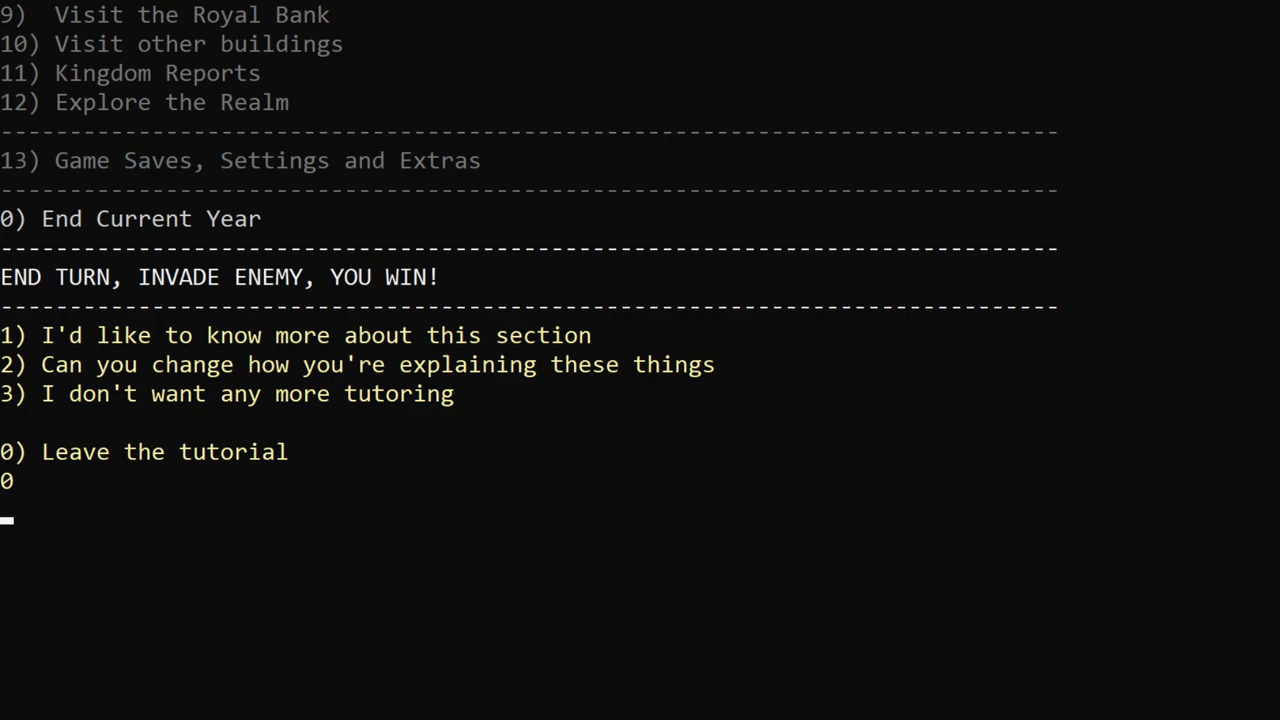 9)  Visit the Royal Bank
10) Visit other buildings
11) Kingdom Reports
12) Explore the Realm
-----------------------------------------------------------------------------
13) Game Saves, Settings and Extras
-----------------------------------------------------------------------------
0) End Current Year
-----------------------------------------------------------------------------
END TURN, INVADE ENEMY, YOU WIN!
-----------------------------------------------------------------------------
1) I'd like to know more about this section
2) Can you change how you're explaining these things
3) I don't want any more tutoring
0) Leave the tutorial
0